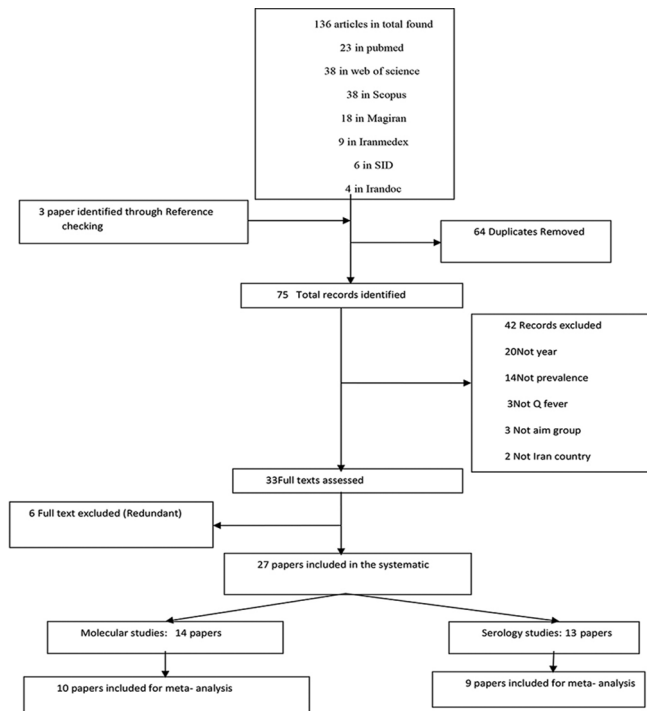 136 articles in total found
23 in pubmed
38 in web of science
38 in Scopus
18 in Magiran
9 in Iranmedex
6 in SID
4 in Irandoc
3 paper identified through Reference
checking
64 Duplicates Removed
75 Total records identified
42 Records excluded
20Not year
14Not prevalence
3Not Q fever
3 Not aim group
2 Not Iran country
33Full texts assessed
6 Full text excluded (Redundant)
27 papers included in the systematic
Molecular studies: 14 papers
Serology studies: 13 papers
10 papers included for meta- analysis
9 papers included for meta- analysis